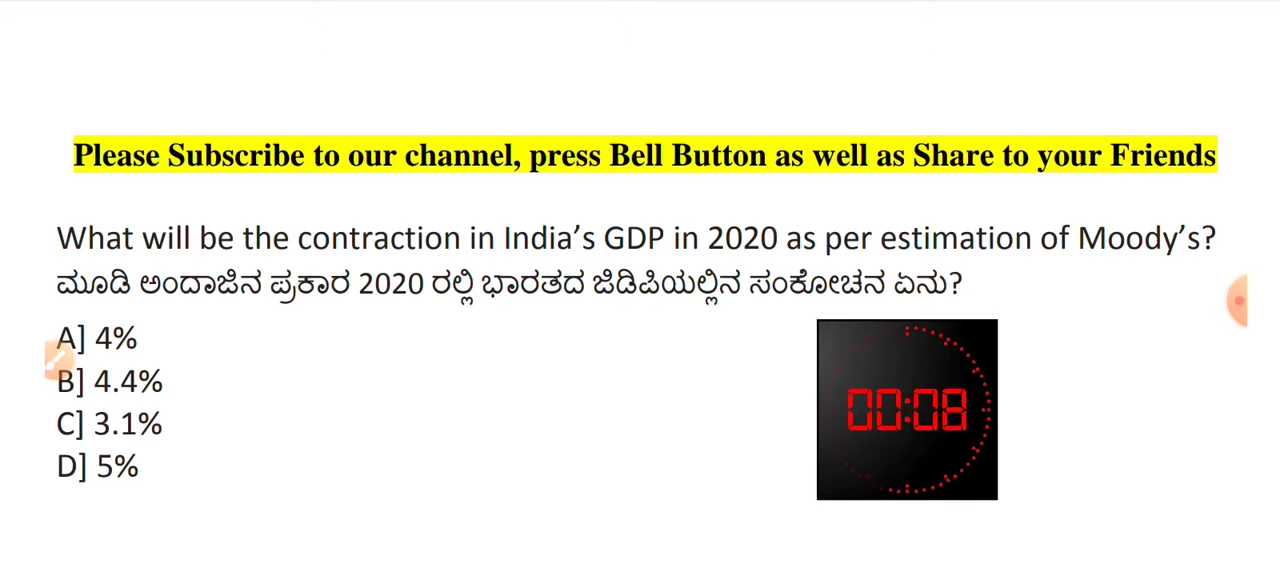 Please Subscribe to our channel, press Bell Button as well as Share to your Friends
What will be the contraction in India’s GDP in 2020 as per estimation of Moody’s?
ಮೂಡಿ ಅಂದಾಜಿನ ಪ್ರಕಾರ 2020 ರಲ್ಲಿ ಭಾರತದ ಜಿಡಿಪಿಯಲ್ಲಿನ ಸಂಕೋಚನ ಏನು?
A] 4%
B] 4.4%
C] 3.1%
D] 5%
00:08